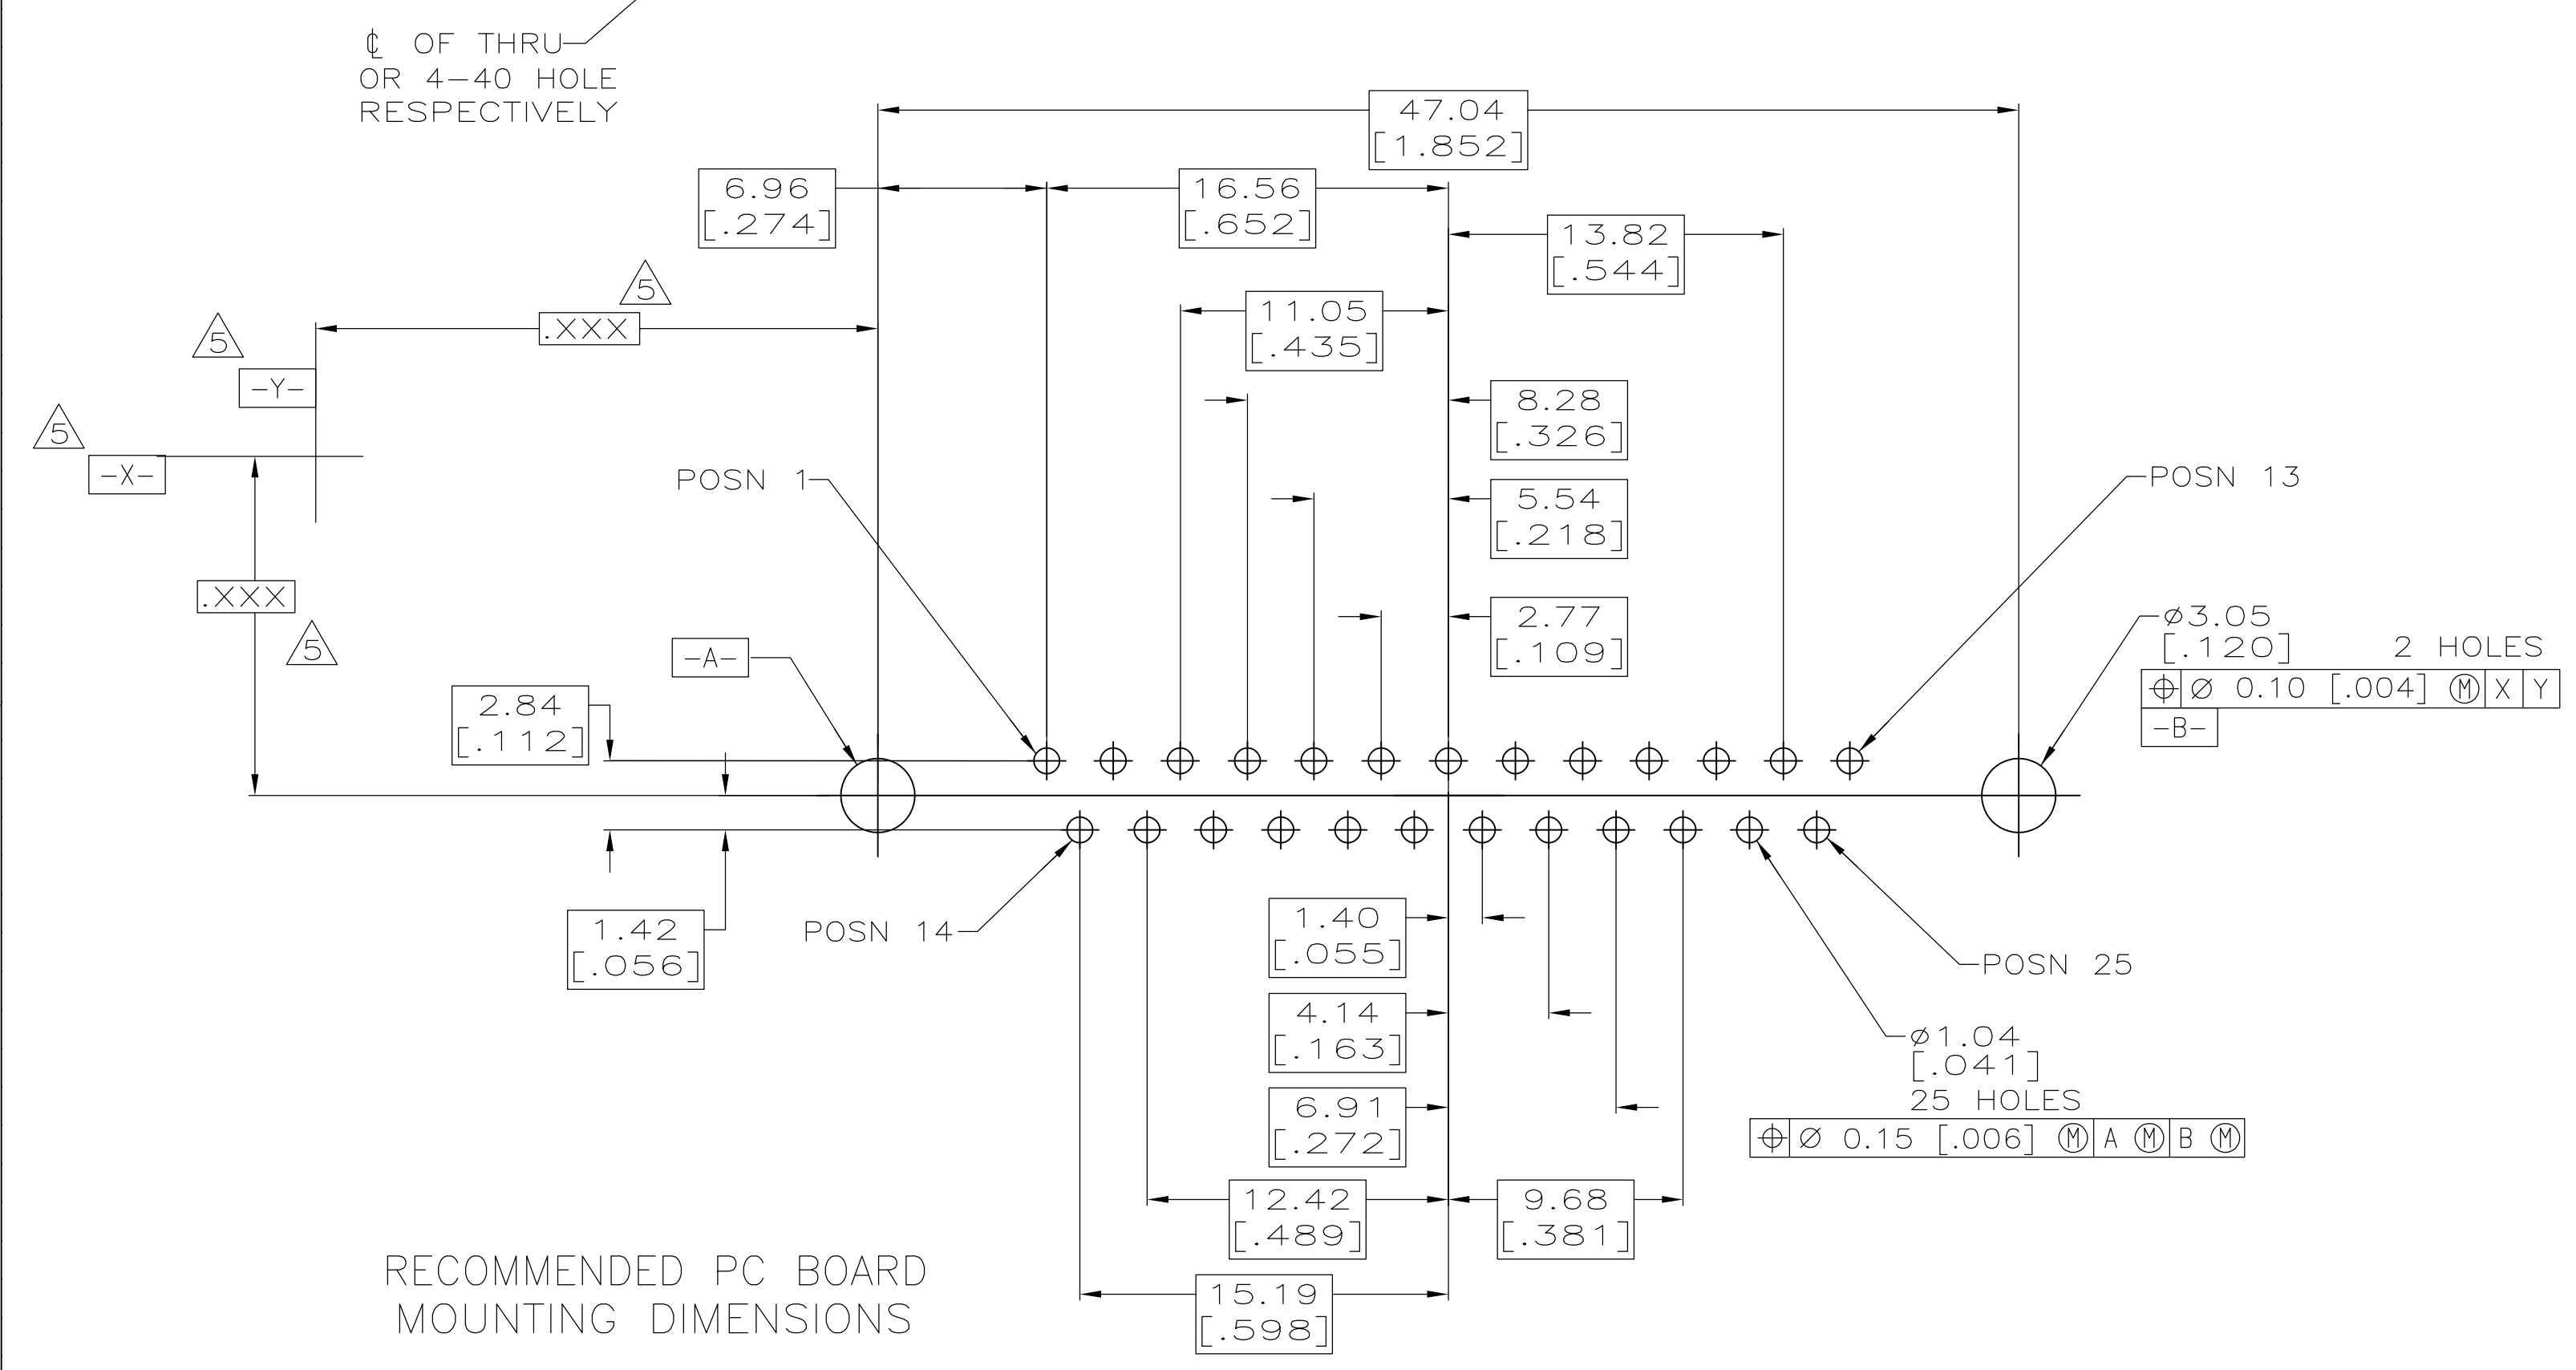 ℄ OF THRU
OR 4-40 HOLE
RESPECTIVELY
47.04
[1.852]
6.96
[.274]
16.56
[.652]
13.82
[.544]
5
.XXX
11.05
[.435]
5
-Y-
8.28
[.326]
5
-X-
POSN 1
5.54
[.218]
POSN 13
.XXX
5
2.77
[.109]
-A-
⌀3.05
[.120] 2 HOLES
⌖ ⌀ 0.10 [.004] Ⓜ X Y
-B-
2.84
[.112]
1.42
[.056]
POSN 14
1.40
[.055]
POSN 25
4.14
[.163]
⌀1.04
[.041]
25 HOLES
⌖ ⌀ 0.15 [.006] Ⓜ A Ⓜ B Ⓜ
6.91
[.272]
12.42
[.489]
9.68
[.381]
15.19
[.598]
RECOMMENDED PC BOARD
MOUNTING DIMENSIONS